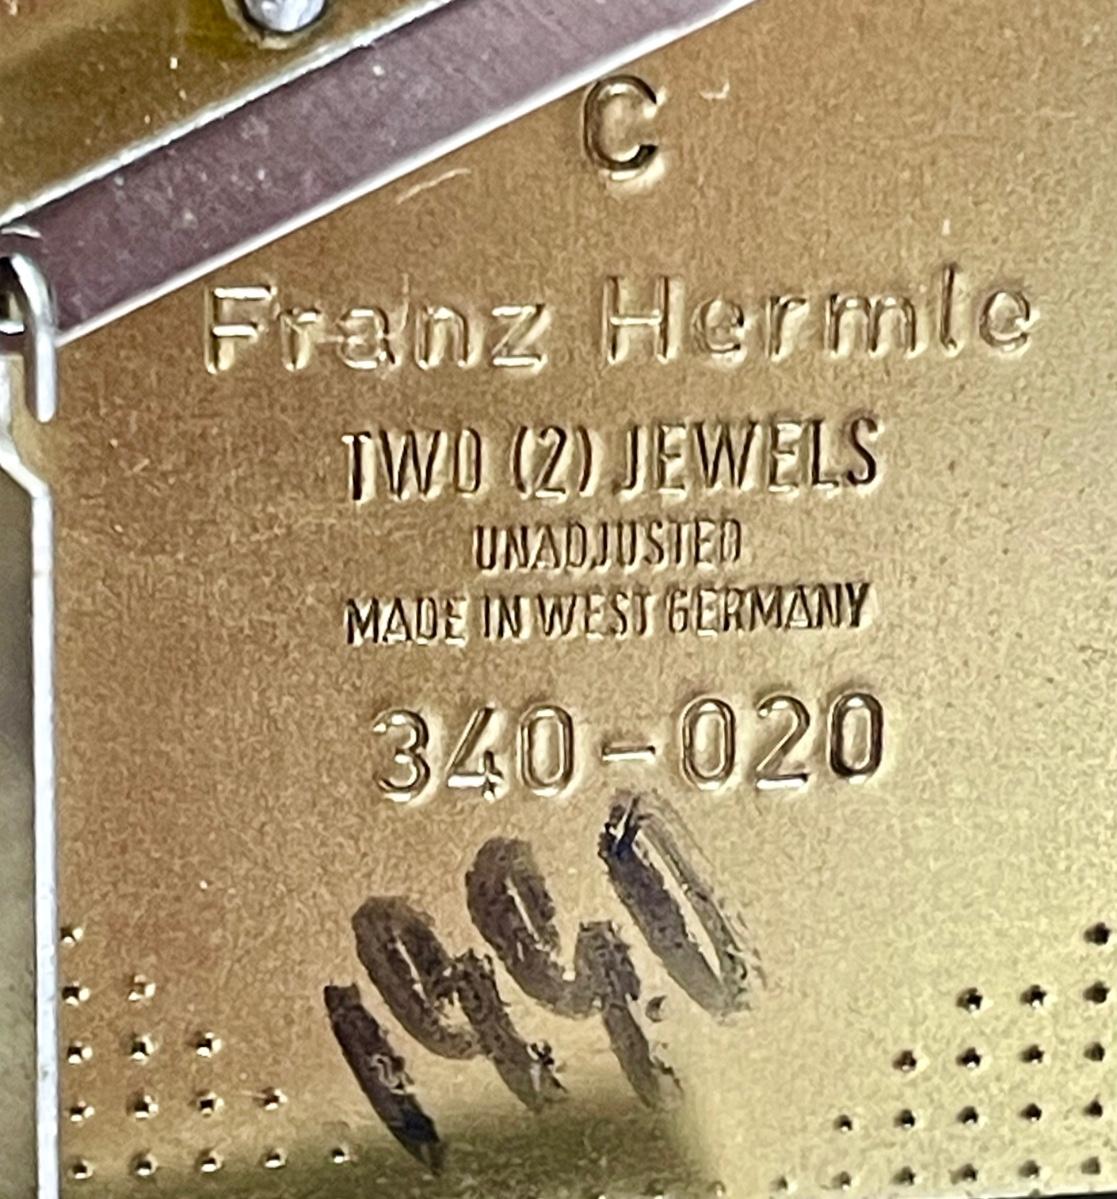 C
Franz Hermle
TWO (2) JEWELS
UNADJUSTED
MADE IN WEST GERMANY
340-020
1990